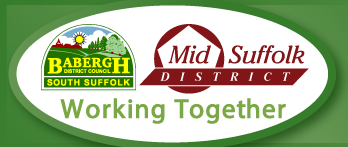 BABERGH
DISTRICT COUNCIL
SOUTH SUFFOLK
Mid Suffolk
DISTRICT
Working Together